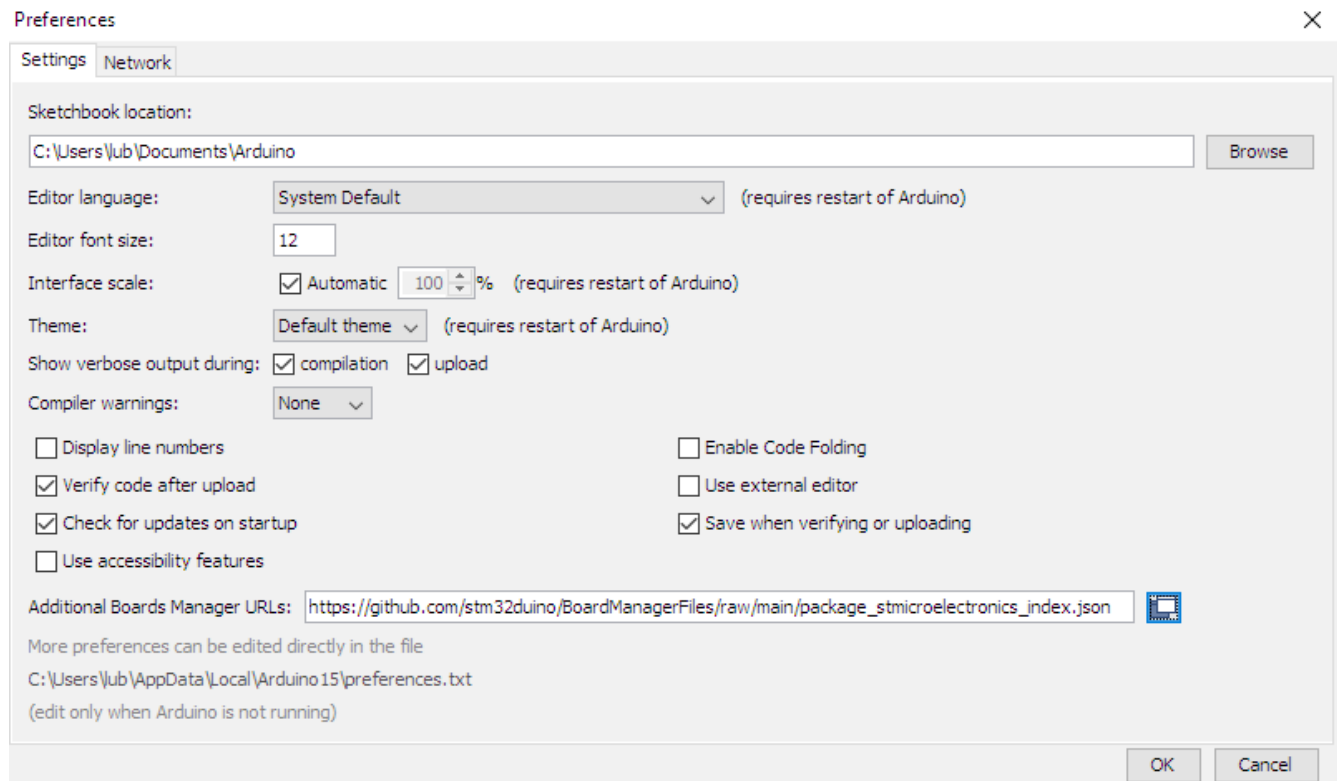 Preferences
Settings Network
Sketchbook location:
C:\Users\lub\Documents\Arduino Browse
Editor language: System Default (requires restart of Arduino)
Editor font size: 12
Interface scale: Automatic 100 % (requires restart of Arduino)
Theme: Default theme (requires restart of Arduino)
Show verbose output during: compilation upload
Compiler warnings: None
Display line numbers Enable Code Folding
Verify code after upload Use external editor
Check for updates on startup Save when verifying or uploading
Use accessibility features
Additional Boards Manager URLs: https://github.com/stm32duino/BoardManagerFiles/raw/main/package_stmicroelectronics_index.json
More preferences can be edited directly in the file
C:\Users\lub\AppData\Local\Arduino15\preferences.txt
(edit only when Arduino is not running)
OK Cancel